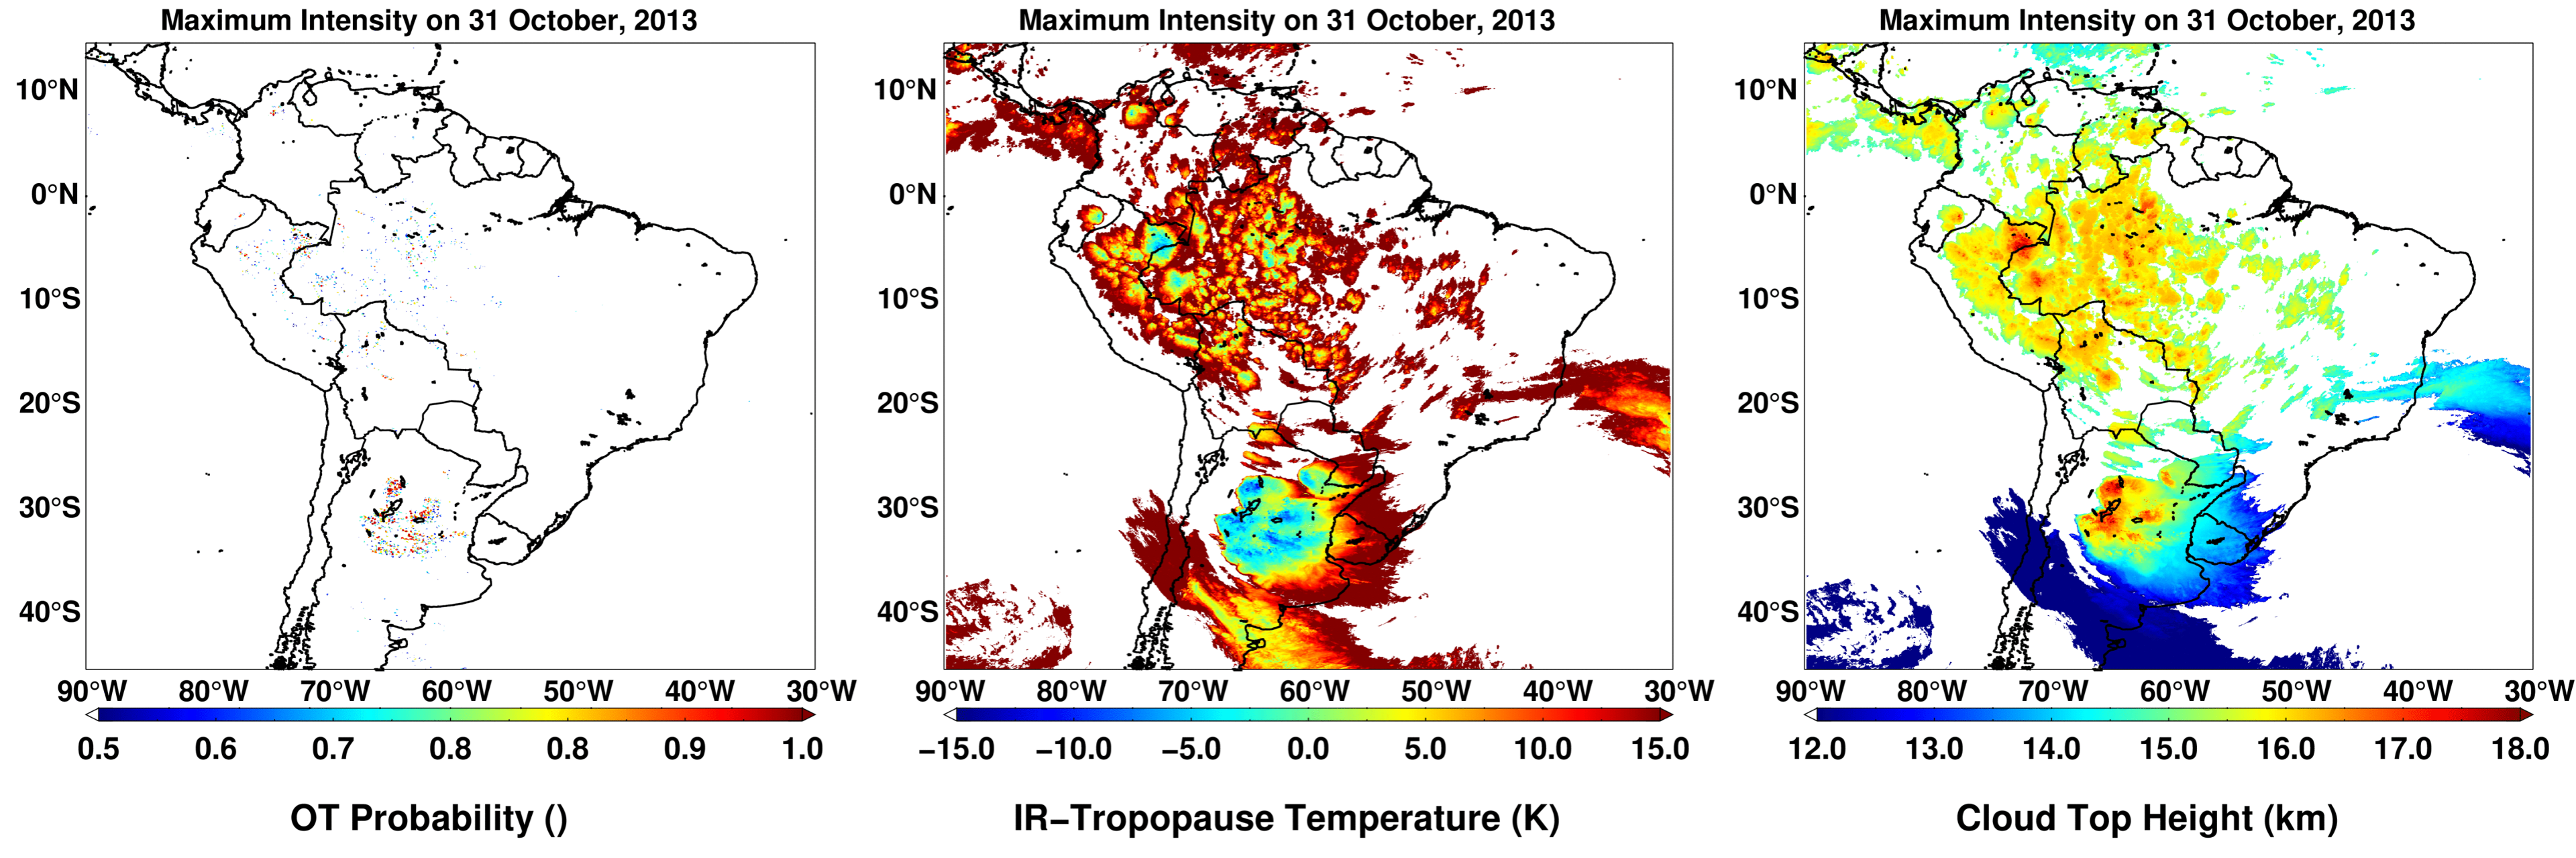 Maximum Intensity on 31 October, 2013
10°N
0°N
10°S
20°S
30°S
40°S
90°W 80°W 70°W 60°W 50°W 40°W 30°W
0.5 0.6 0.7 0.8 0.8 0.9 1.0
OT Probability ()
Maximum Intensity on 31 October, 2013
10°N
0°N
10°S
20°S
30°S
40°S
90°W 80°W 70°W 60°W 50°W 40°W 30°W
−15.0 −10.0 −5.0 0.0 5.0 10.0 15.0
IR−Tropopause Temperature (K)
Maximum Intensity on 31 October, 2013
10°N
0°N
10°S
20°S
30°S
40°S
90°W 80°W 70°W 60°W 50°W 40°W 30°W
12.0 13.0 14.0 15.0 16.0 17.0 18.0
Cloud Top Height (km)